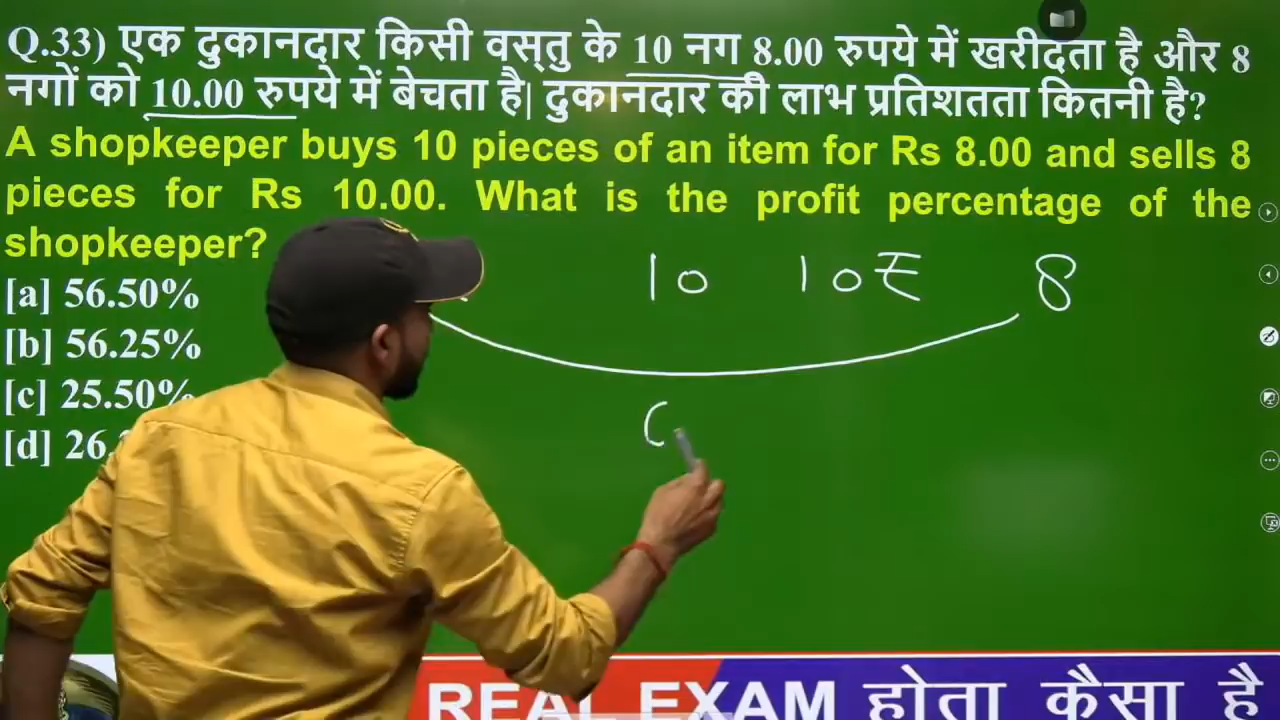 Q.33) एक दुकानदार किसी वस्तु के 10 नग 8.00 रुपये में खरीदता है और 8
नगों को 10.00 रुपये में बेचता है| दुकानदार की लाभ प्रतिशतता कितनी है?
A shopkeeper buys 10 pieces of an item for Rs 8.00 and sells 8
pieces for Rs 10.00. What is the profit percentage of the
shopkeeper?
10 10₹ 8
[a] 56.50%
[b] 56.25%
[c] 25.50%
[d] 26.
REAL EXAM होता कैसा है